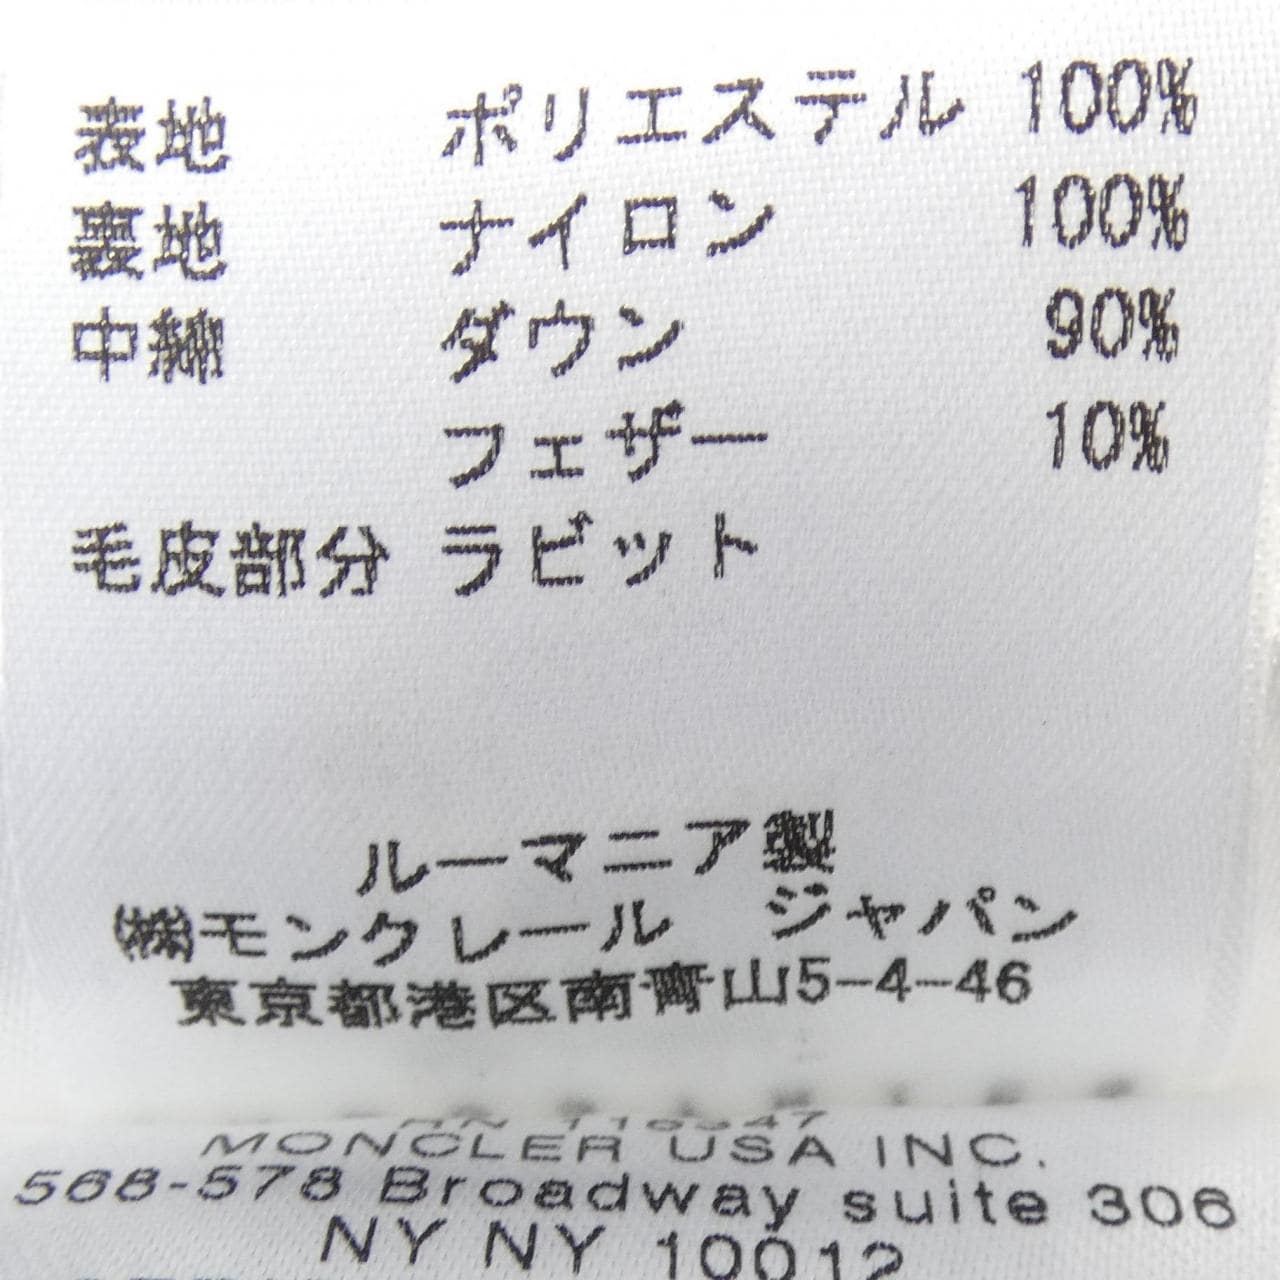 表地 ポリエステル 100%
裏地 ナイロン 100%
中綿 ダウン 90%
フェザー 10%
毛皮部分 ラビット
ルーマニア製
㈱モンクレール ジャパン
東京都港区南青山5-4-46
MONCLER USA INC.
568-578 Broadway suite 306
NY NY 10012